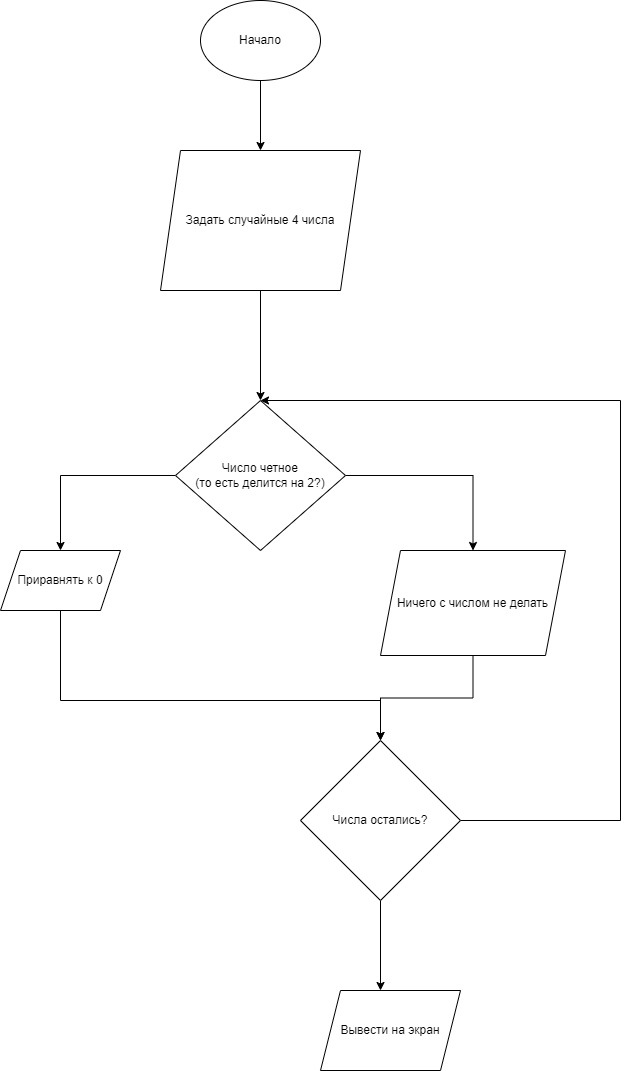 Начало
Задать случайные 4 числа
Число четное
(то есть делится на 2?)
Приравнять к 0
Ничего с числом не делать
Числа остались?
Вывести на экран